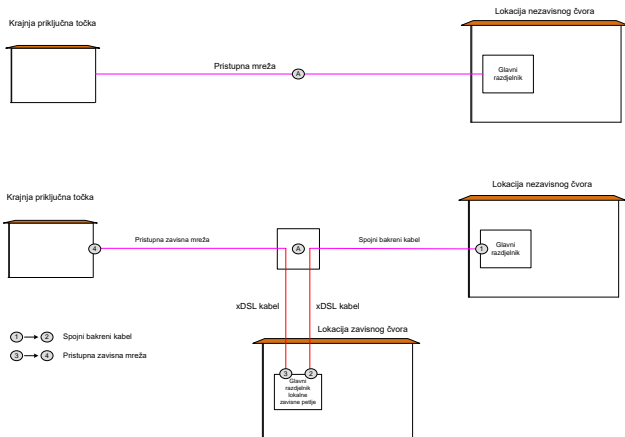 Lokacija nezavisnog čvora
Krajnja priključna točka
Pristupna mreža
A
Glavni
razdjelnik
Lokacija nezavisnog čvora
Krajnja priključna točka
4
Pristupna zavisna mreža
A
Spojni bakreni kabel
1
Glavni
razdjelnik
xDSL kabel
xDSL kabel
Lokacija zavisnog čvora
1 2 Spojni bakreni kabel
3 4 Pristupna zavisna mreža
3
2
Glavni
razdjelnik
lokalne
zavisne petlje